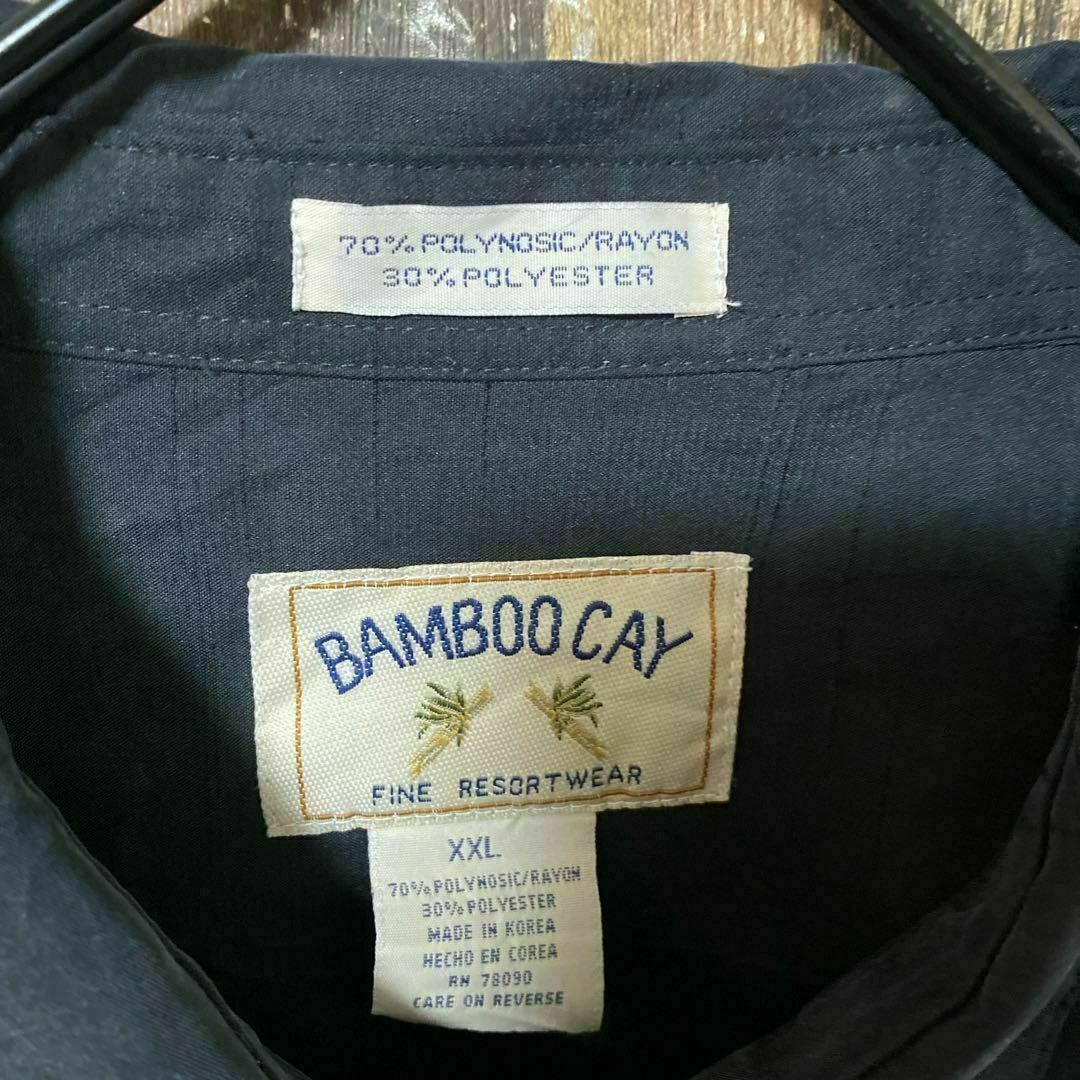 70% POLYNOSIC/RAYON
30% POLYESTER
BAMBOO CAY
FINE RESORTWEAR
XXL
70% POLYNOSIC/RAYON
30% POLYESTER
MADE IN KOREA
HECHO EN COREA
RN 78090
CARE ON REVERSE